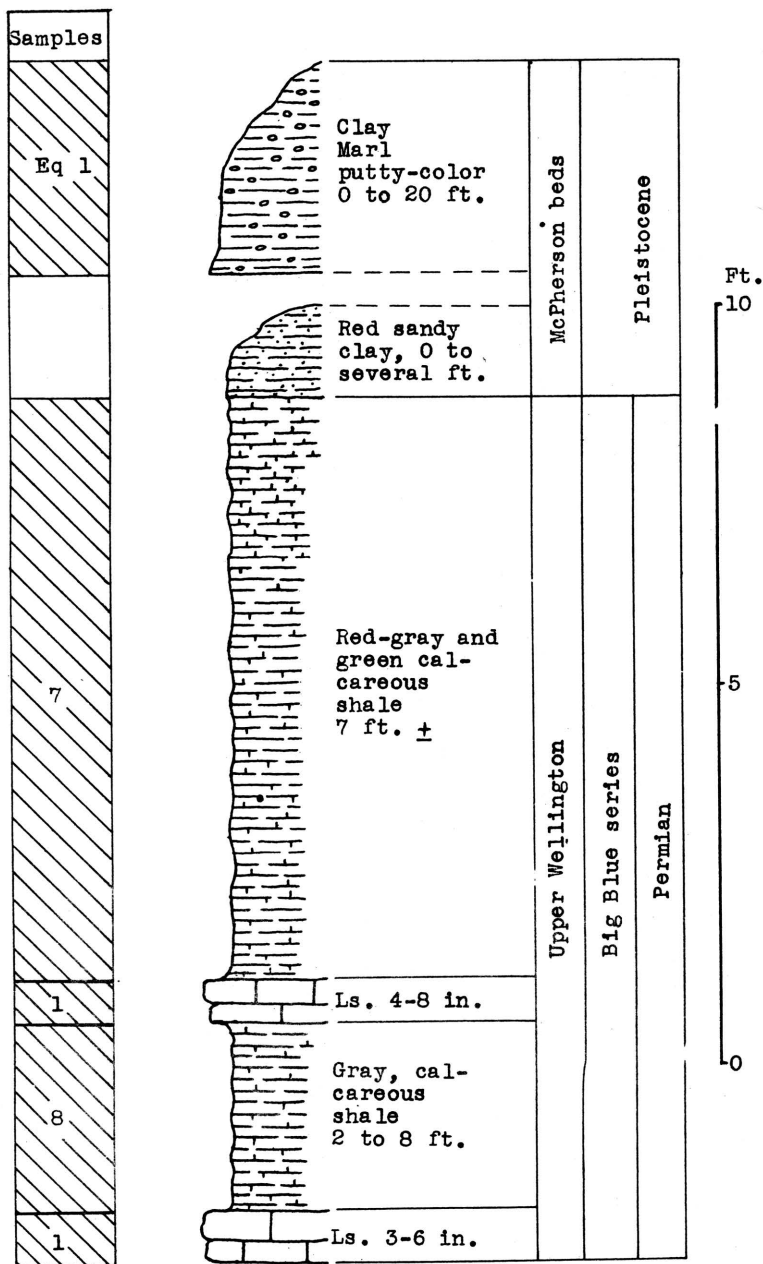 Samples
Eq 1
7
1
8
1
Clay
Marl
putty-color
0 to 20 ft.
Red sandy
clay, 0 to
several ft.
Red-gray and
green cal-
careous
shale
7 ft. ±
Ls. 4-8 in.
Gray, cal-
careous
shale
2 to 8 ft.
Ls. 3-6 in.
McPherson beds
Pleistocene
Upper Wellington
Big Blue series
Permian
Ft.
10
5
0